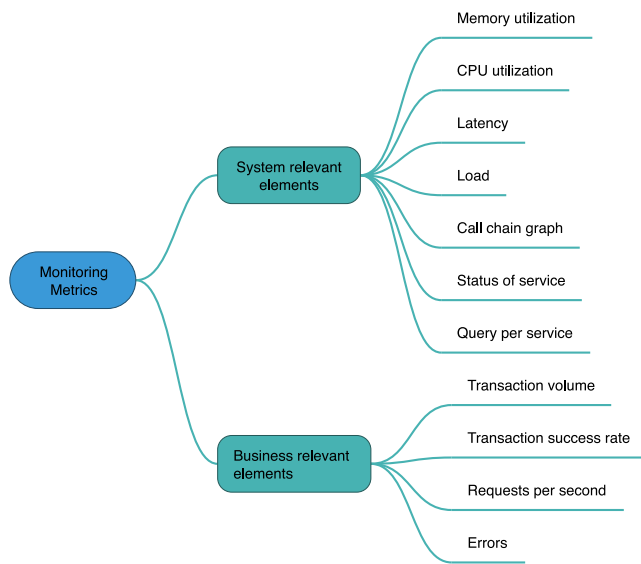 Memory utilization
CPU utilization
Latency
System relevant
elements
Load
Call chain graph
Status of service
Query per service
Monitoring
Metrics
Transaction volume
Transaction success rate
Business relevant
elements
Requests per second
Errors